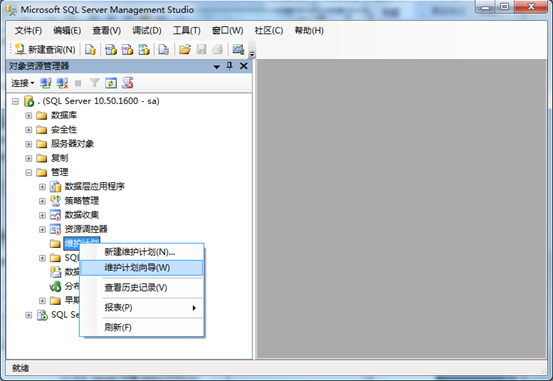 Microsoft SQL Server Management Studio
文件(F) 编辑(E) 查看(V) 调试(D) 工具(T) 窗口(W) 社区(C) 帮助(H)
新建查询(N)
对象资源管理器
连接
. (SQL Server 10.50.1600 - sa)
数据库
安全性
服务器对象
复制
管理
数据层应用程序
策略管理
数据收集
资源调控器
维护计划
新建维护计划(N)...
SQL
维护计划向导(W)
数据
查看历史记录(V)
分布
早期
报表(P)
SQL Se
刷新(F)
就绪